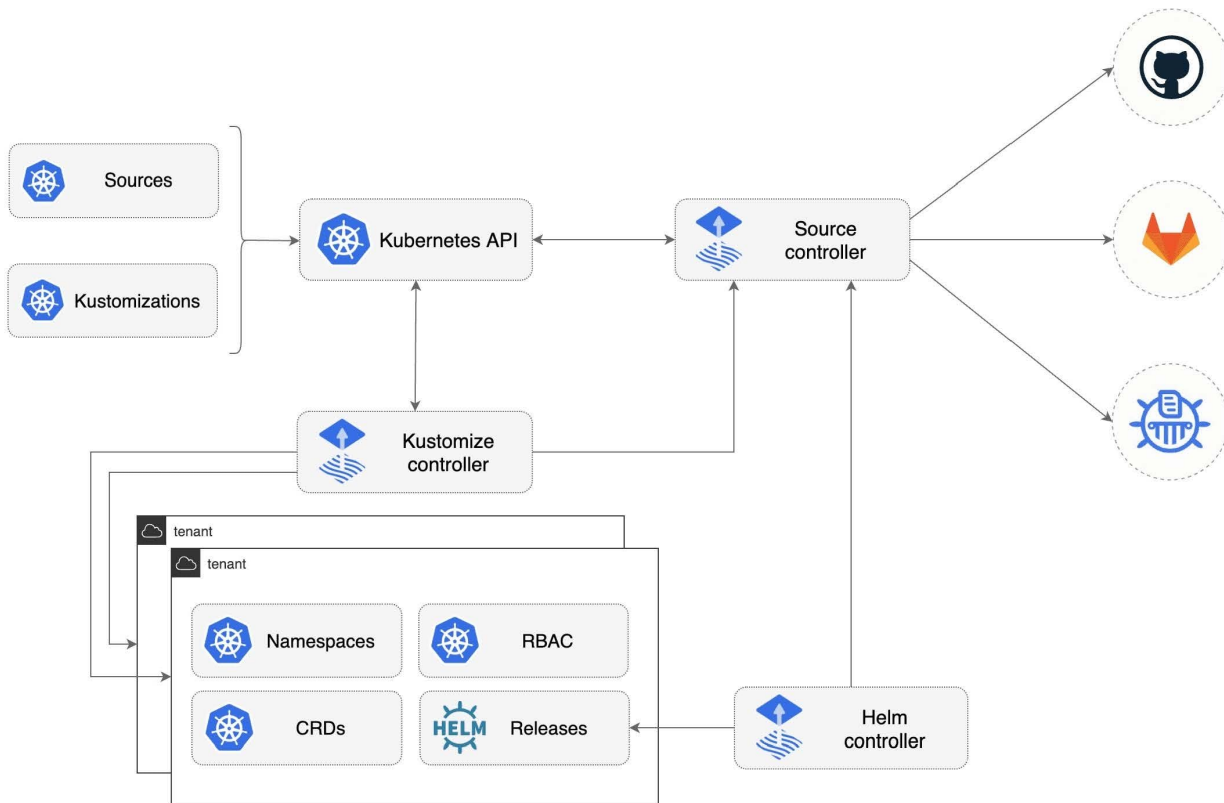 Sources
Kustomizations
Kubernetes API
Source
controller
Kustomize
controller
tenant
tenant
Namespaces
RBAC
CRDs
HELM
Releases
Helm
controller